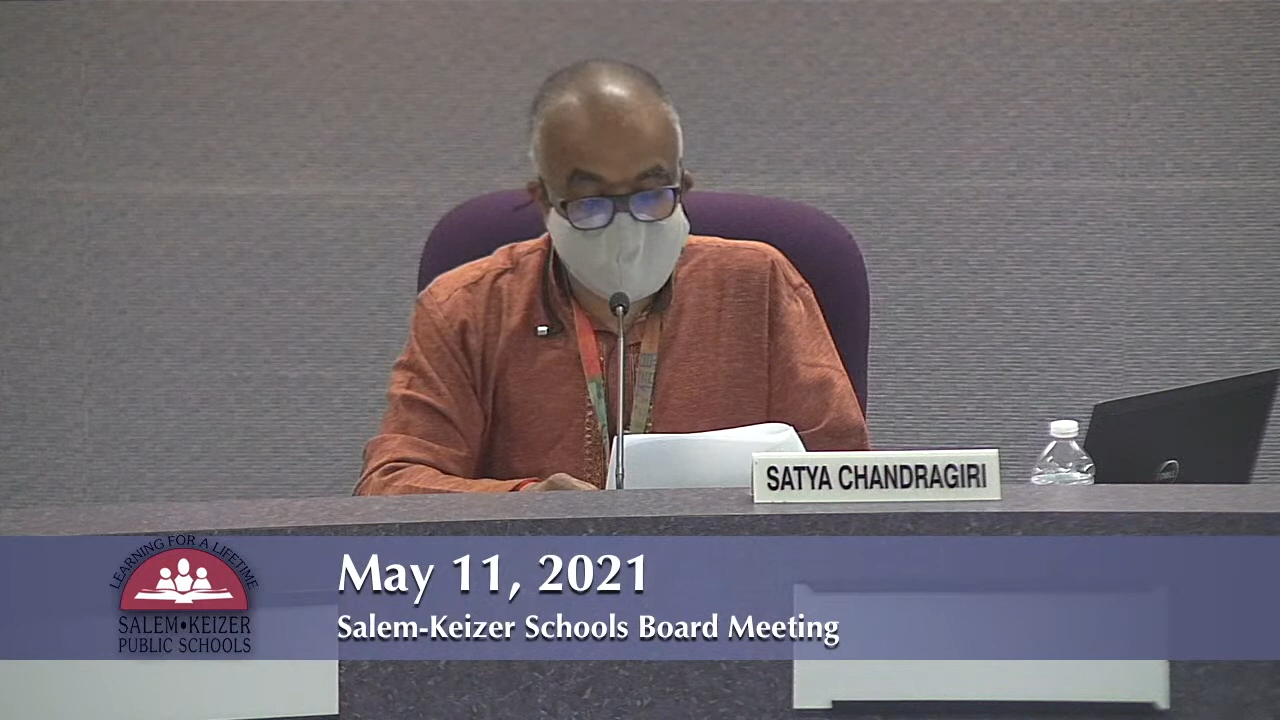 SATYA CHANDRAGIRI
LEARNING FOR A LIFETIME
SALEM•KEIZER
PUBLIC SCHOOLS
May 11, 2021
Salem-Keizer Schools Board Meeting